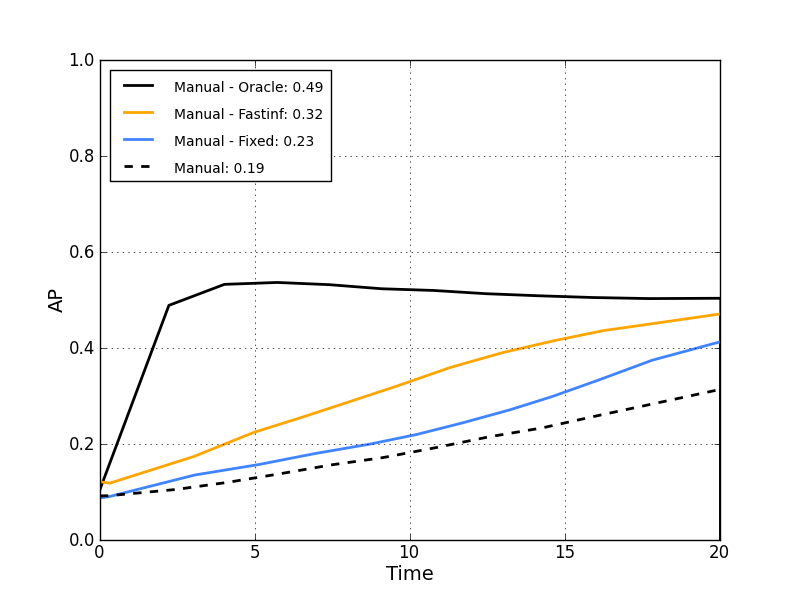 1.0
0.8
0.6
0.4
0.2
0.0
AP
Manual - Oracle: 0.49
Manual - Fastinf: 0.32
Manual - Fixed: 0.23
Manual: 0.19
0 5 10 15 20
Time